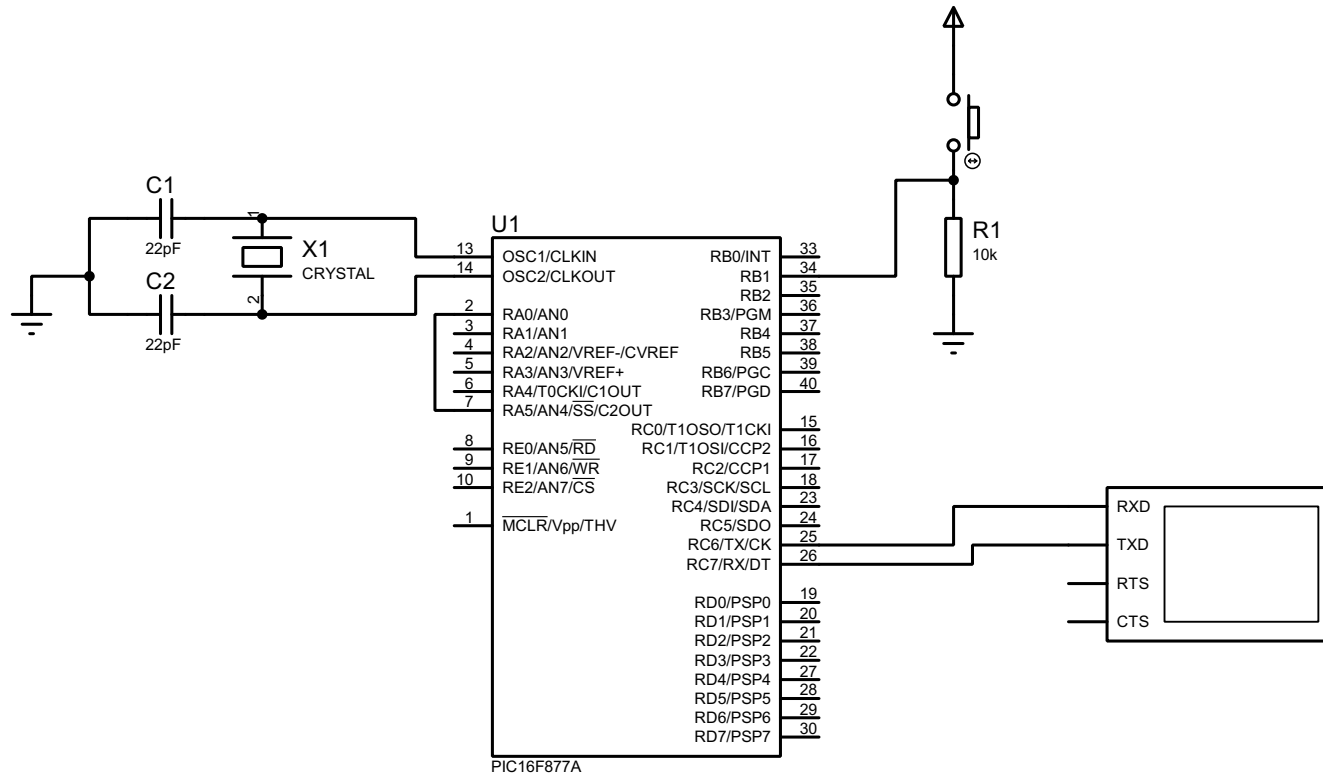 C1
22pF
C2
22pF
1
2
X1
CRYSTAL
U1
13 OSC1/CLKIN
14 OSC2/CLKOUT
2 RA0/AN0
3 RA1/AN1
4 RA2/AN2/VREF-/CVREF
5 RA3/AN3/VREF+
6 RA4/T0CKI/C1OUT
7 RA5/AN4/SS/C2OUT
8 RE0/AN5/RD
9 RE1/AN6/WR
10 RE2/AN7/CS
1 MCLR/Vpp/THV
RB0/INT 33
RB1 34
RB2 35
RB3/PGM 36
RB4 37
RB5 38
RB6/PGC 39
RB7/PGD 40
RC0/T1OSO/T1CKI 15
RC1/T1OSI/CCP2 16
RC2/CCP1 17
RC3/SCK/SCL 18
RC4/SDI/SDA 23
RC5/SDO 24
RC6/TX/CK 25
RC7/RX/DT 26
RD0/PSP0 19
RD1/PSP1 20
RD2/PSP2 21
RD3/PSP3 22
RD4/PSP4 27
RD5/PSP5 28
RD6/PSP6 29
RD7/PSP7 30
PIC16F877A
R1
10k
RXD
TXD
RTS
CTS